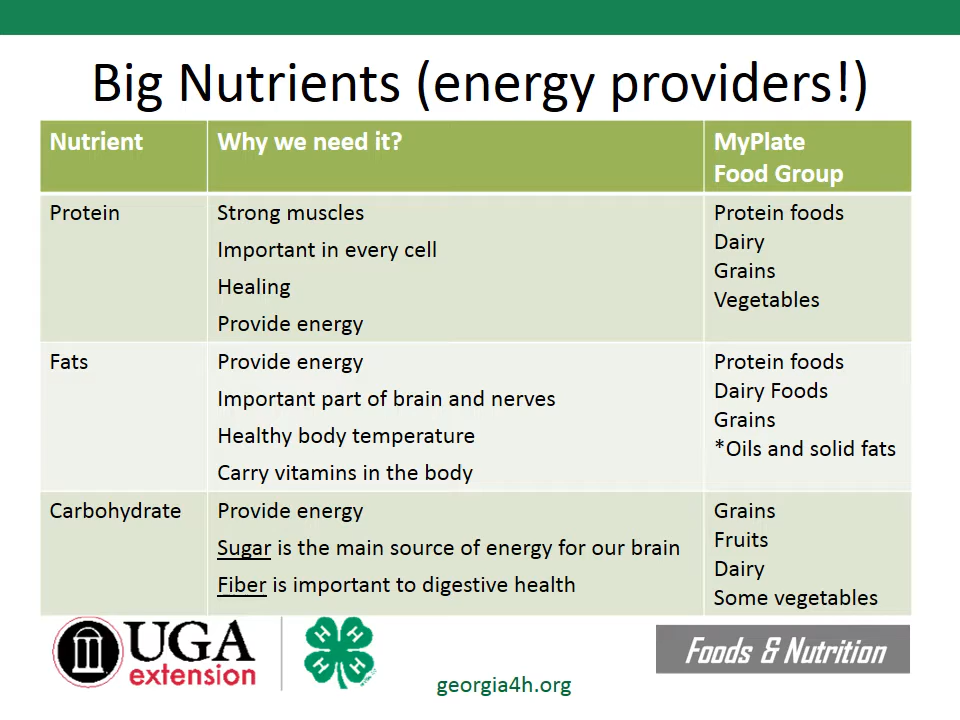 Big Nutrients (energy providers!)
Nutrient
Why we need it?
MyPlate
Food Group
Protein
Strong muscles
Important in every cell
Healing
Provide energy
Protein foods
Dairy
Grains
Vegetables
Fats
Provide energy
Important part of brain and nerves
Healthy body temperature
Carry vitamins in the body
Protein foods
Dairy Foods
Grains
*Oils and solid fats
Carbohydrate
Provide energy
Sugar is the main source of energy for our brain
Fiber is important to digestive health
Grains
Fruits
Dairy
Some vegetables
UGA
extension
H H
H H
georgia4h.org
Foods & Nutrition